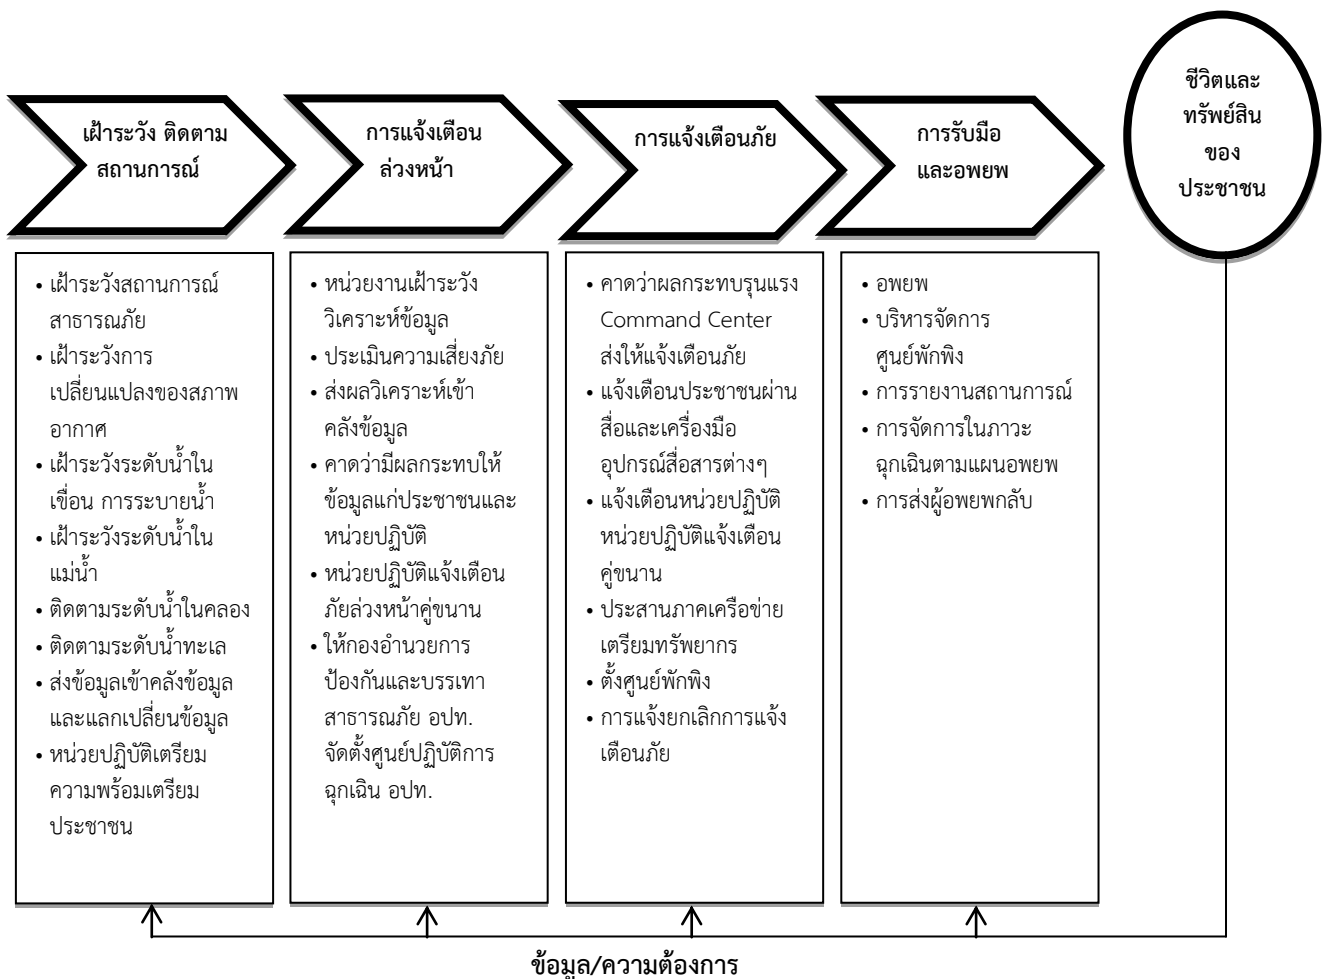 เฝ้าระวัง ติดตาม
สถานการณ์
การแจ้งเตือน
ล่วงหน้า
การแจ้งเตือนภัย
การรับมือ
และอพยพ
ชีวิตและ
ทรัพย์สิน
ของ
ประชาชน
• เฝ้าระวังสถานการณ์
สาธารณภัย
• เฝ้าระวังการ
เปลี่ยนแปลงของสภาพ
อากาศ
• เฝ้าระวังระดับน้ำใน
เขื่อน การระบายน้ำ
• เฝ้าระวังระดับน้ำใน
แม่น้ำ
• ติดตามระดับน้ำในคลอง
• ติดตามระดับน้ำทะเล
• ส่งข้อมูลเข้าคลังข้อมูล
และแลกเปลี่ยนข้อมูล
• หน่วยปฏิบัติเตรียม
ความพร้อมเตรียม
ประชาชน
• หน่วยงานเฝ้าระวัง
วิเคราะห์ข้อมูล
• ประเมินความเสี่ยงภัย
• ส่งผลวิเคราะห์เข้า
คลังข้อมูล
• คาดว่ามีผลกระทบให้
ข้อมูลแก่ประชาชนและ
หน่วยปฏิบัติ
• หน่วยปฏิบัติแจ้งเตือน
ภัยล่วงหน้าคู่ขนาน
• ให้กองอำนวยการ
ป้องกันและบรรเทา
สาธารณภัย อปท.
จัดตั้งศูนย์ปฏิบัติการ
ฉุกเฉิน อปท.
• คาดว่าผลกระทบรุนแรง
Command Center
ส่งให้แจ้งเตือนภัย
• แจ้งเตือนประชาชนผ่าน
สื่อและเครื่องมือ
อุปกรณ์สื่อสารต่างๆ
• แจ้งเตือนหน่วยปฏิบัติ
หน่วยปฏิบัติแจ้งเตือน
คู่ขนาน
• ประสานภาคเครือข่าย
เตรียมทรัพยากร
• ตั้งศูนย์พักพิง
• การแจ้งยกเลิกการแจ้ง
เตือนภัย
• อพยพ
• บริหารจัดการ
ศูนย์พักพิง
• การรายงานสถานการณ์
• การจัดการในภาวะ
ฉุกเฉินตามแผนอพยพ
• การส่งผู้อพยพกลับ
ข้อมูล/ความต้องการ